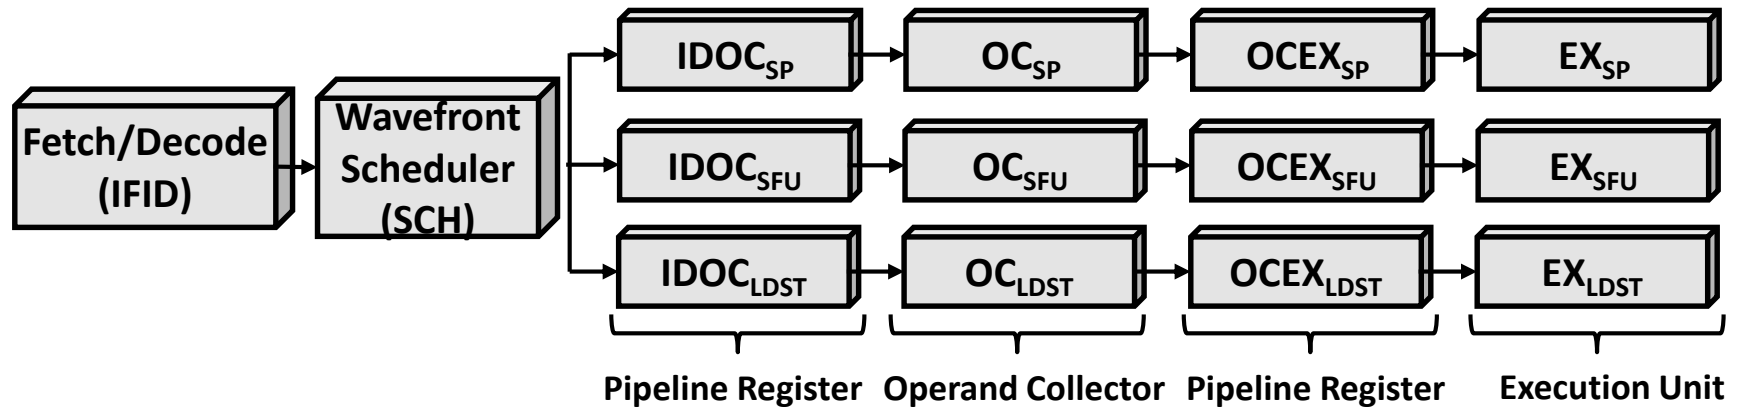 Fetch/Decode
(IFID)
Wavefront
Scheduler
(SCH)
IDOC_SP
OC_SP
OCEX_SP
EX_SP
IDOC_SFU
OC_SFU
OCEX_SFU
EX_SFU
IDOC_LDST
OC_LDST
OCEX_LDST
EX_LDST
Pipeline Register
Operand Collector
Pipeline Register
Execution Unit